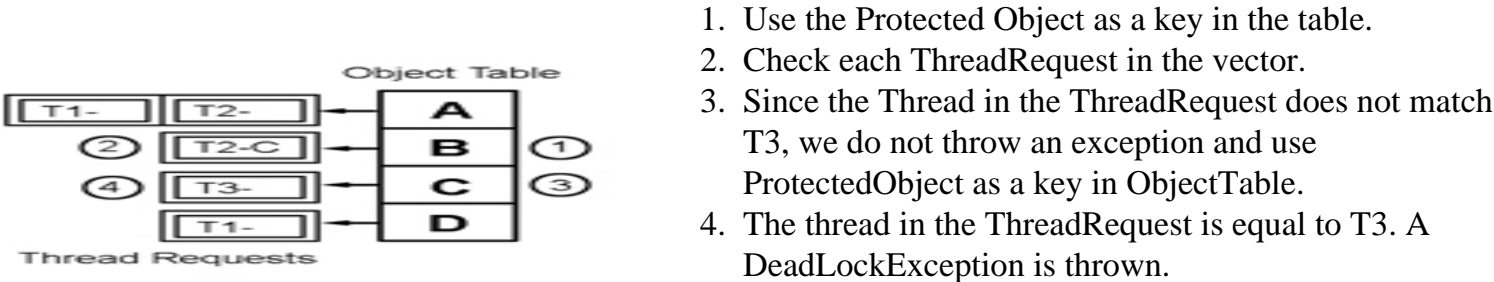 Object Table
T1-
T2-
A
2
T2-C
B
1
4
T3-
C
3
T1-
D
Thread Requests
1. Use the Protected Object as a key in the table.
2. Check each ThreadRequest in the vector.
3. Since the Thread in the ThreadRequest does not match
T3, we do not throw an exception and use
ProtectedObject as a key in ObjectTable.
4. The thread in the ThreadRequest is equal to T3. A
DeadLockException is thrown.